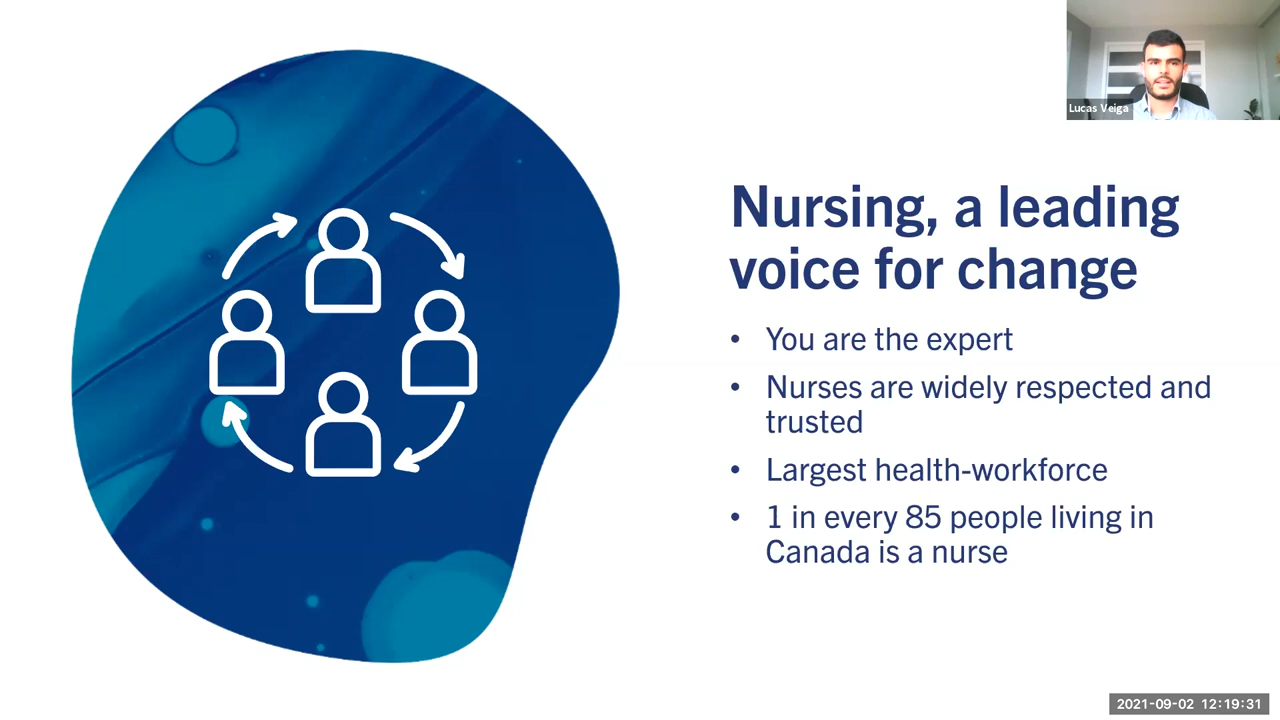 Lucas Veiga
Nursing, a leading
voice for change
• You are the expert
• Nurses are widely respected and
trusted
• Largest health-workforce
• 1 in every 85 people living in
Canada is a nurse
2021-09-02 12:19:31